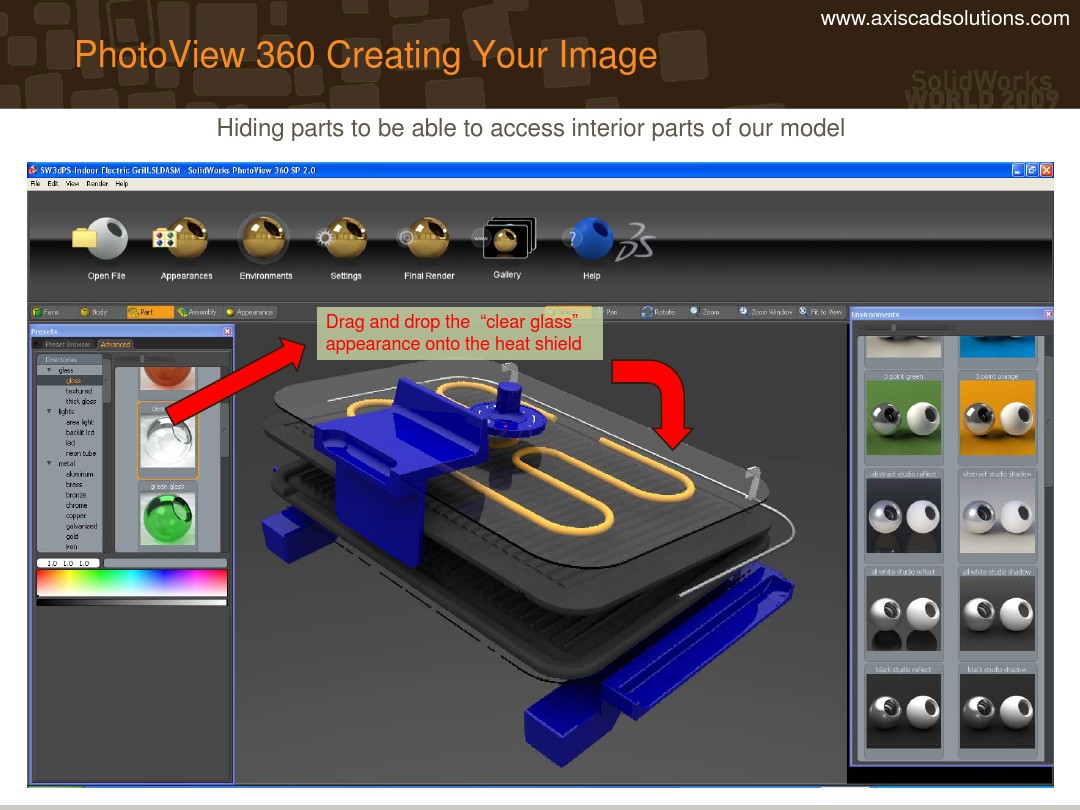 www.axiscadsolutions.com
PhotoView 360 Creating Your Image
SolidWorks
WORLD 2009
Hiding parts to be able to access interior parts of our model
SW3dPS-Indoor Electric Grill.SLDASM - SolidWorks PhotoView 360 SP 2.0
File Edit View Render Help
www
?
Open File Appearances Environments Settings Final Render Gallery Help
Face Body Part Assembly Appearance Pan Rotate Zoom Zoom Window Fit to View
Environments
Drag and drop the “clear glass”
appearance onto the heat shield
Presets
Preset Browser Advanced
Directories
glass
gloss
textured
thick gloss
lights
area light
backlit lcd
led
neon tube
metal
aluminum
brass
bronze
chrome
copper
galvanized
gold
iron
green glass
1.0 1.0 1.0
3 point green 3 point orange
abstract studio reflect abstract studio shadow
all white studio reflect all white studio shadow
black studio reflect black studio shadow